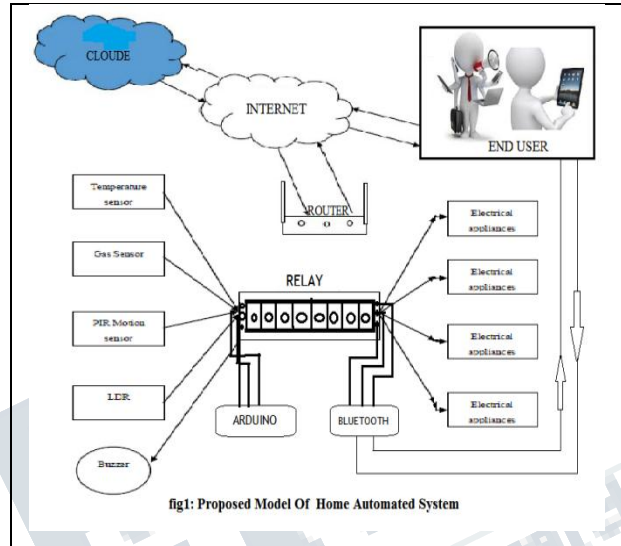 CLOUDE
INTERNET
END USER
ROUTER
Temperature
sensor
Gas Sensor
PIR Motion
sensor
LDR
Buzzer
RELAY
ARDUINO
BLUETOOTH
Electrical
appliances
Electrical
appliances
Electrical
appliances
Electrical
appliances
fig1: Proposed Model Of Home Automated System